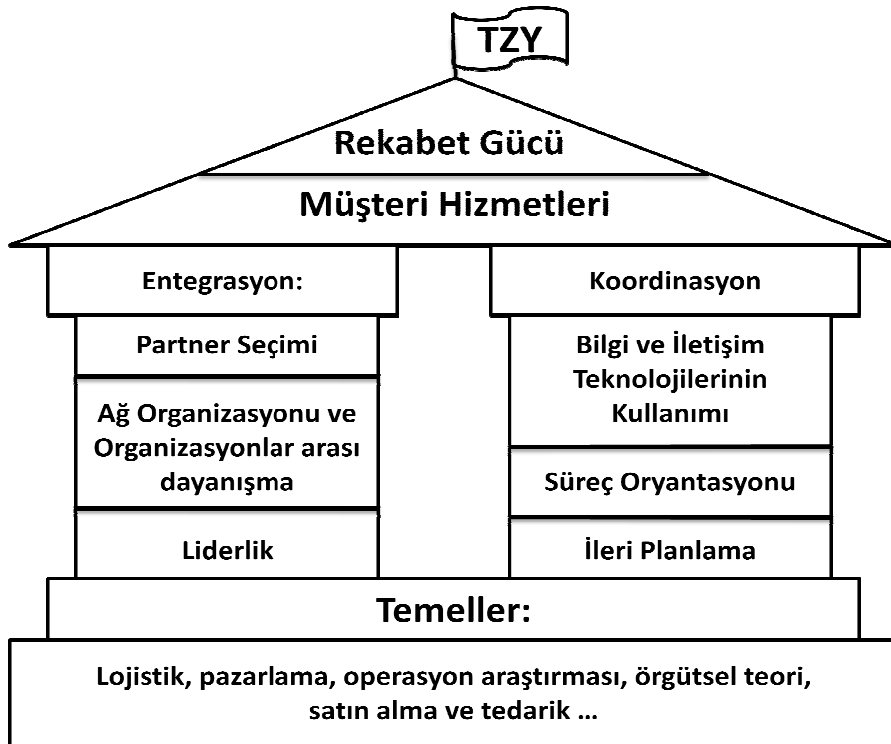 TZY
Rekabet Gücü
Müşteri Hizmetleri
Entegrasyon:
Partner Seçimi
Ağ Organizasyonu ve
Organizasyonlar arası
dayanışma
Liderlik
Koordinasyon
Bilgi ve İletişim
Teknolojilerinin
Kullanımı
Süreç Oryantasyonu
İleri Planlama
Temeller:
Lojistik, pazarlama, operasyon araştırması, örgütsel teori,
satın alma ve tedarik ...